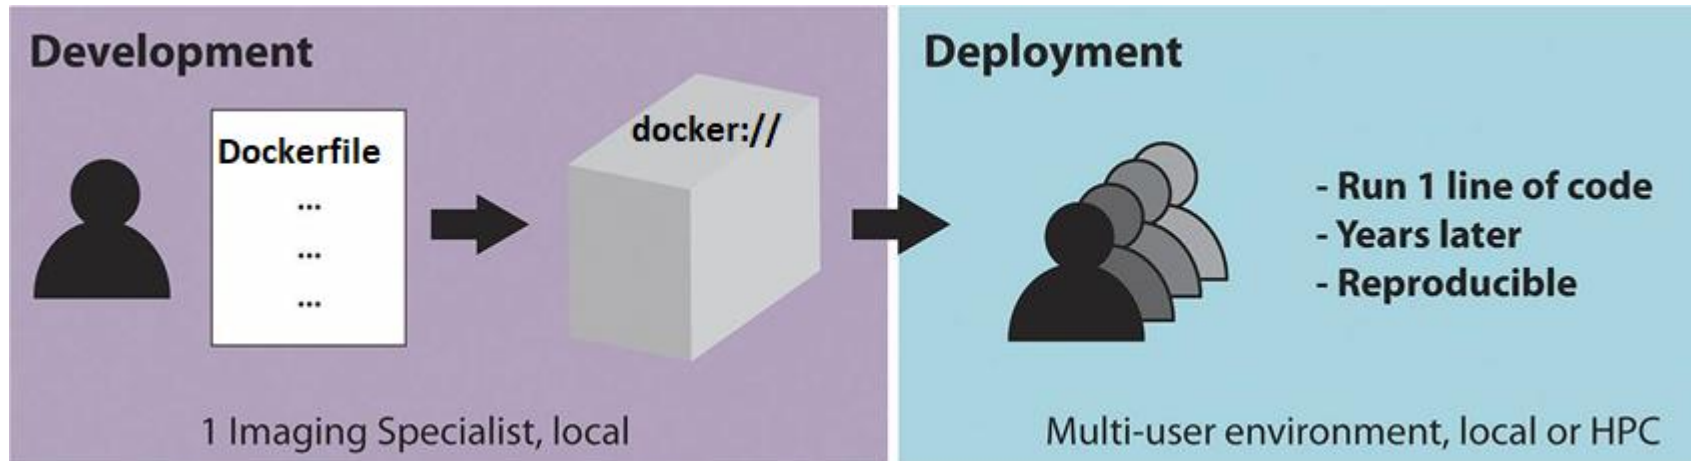 Development
Dockerfile
...
...
...
docker://
1 Imaging Specialist, local
Deployment
- Run 1 line of code
- Years later
- Reproducible
Multi-user environment, local or HPC